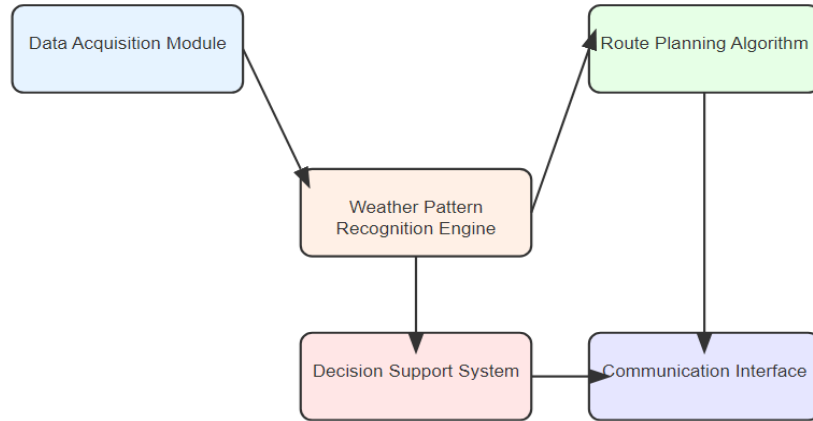 Data Acquisition Module
Route Planning Algorithm
Weather Pattern
Recognition Engine
Decision Support System
Communication Interface